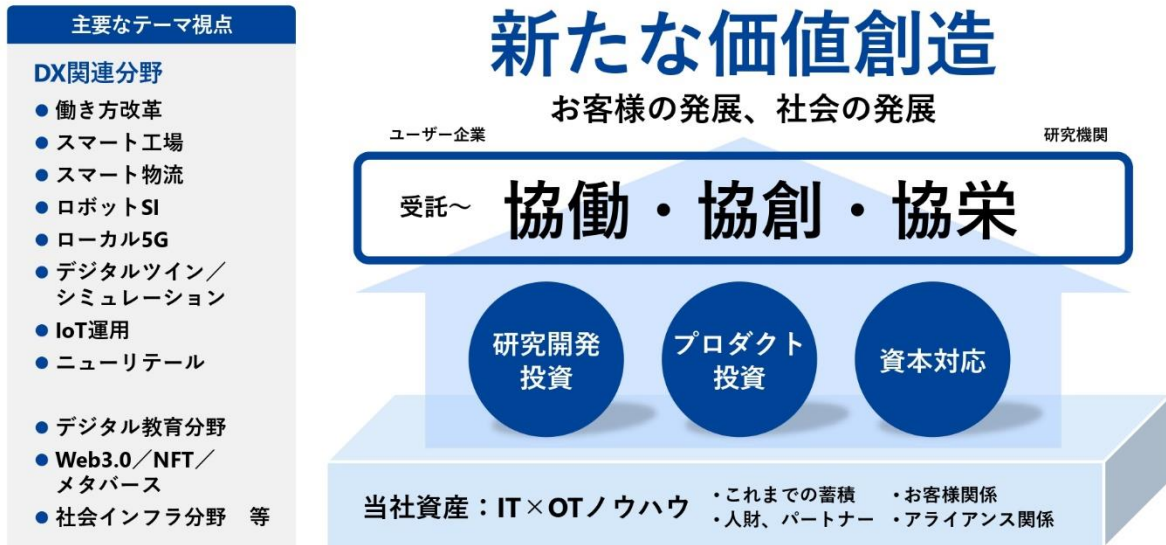 主要なテーマ視点
DX関連分野
● 働き方改革
● スマート工場
● スマート物流
● ロボットSI
● ローカル5G
● デジタルツイン／
シミュレーション
● IoT運用
● ニューリテール
● デジタル教育分野
● Web3.0／NFT／
メタバース
● 社会インフラ分野　等
新たな価値創造
お客様の発展、社会の発展
ユーザー企業
研究機関
受託～ 協働・協創・協栄
研究開発
投資
プロダクト
投資
資本対応
当社資産：IT×OTノウハウ
・これまでの蓄積
・人財、パートナー
・お客様関係
・アライアンス関係